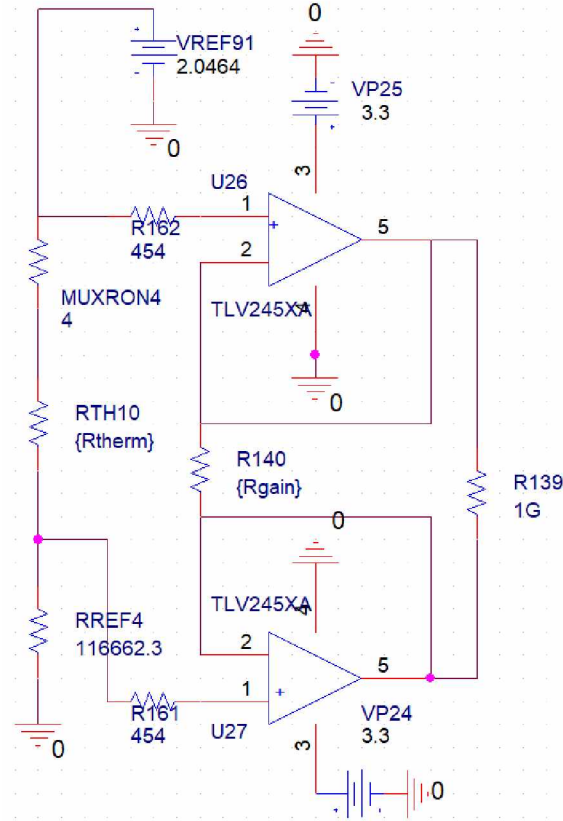 0
VREF91
2.0464
0
VP25
3.3
3
U26
1
5
R162
454
2
MUXRON4
4
TLV245XA
4
0
RTH10
{Rtherm}
R140
{Rgain}
R139
1G
0
TLV245XA
4
RREF4
116662.3
2
5
1
R161
454
U27
VP24
3.3
0
3
0